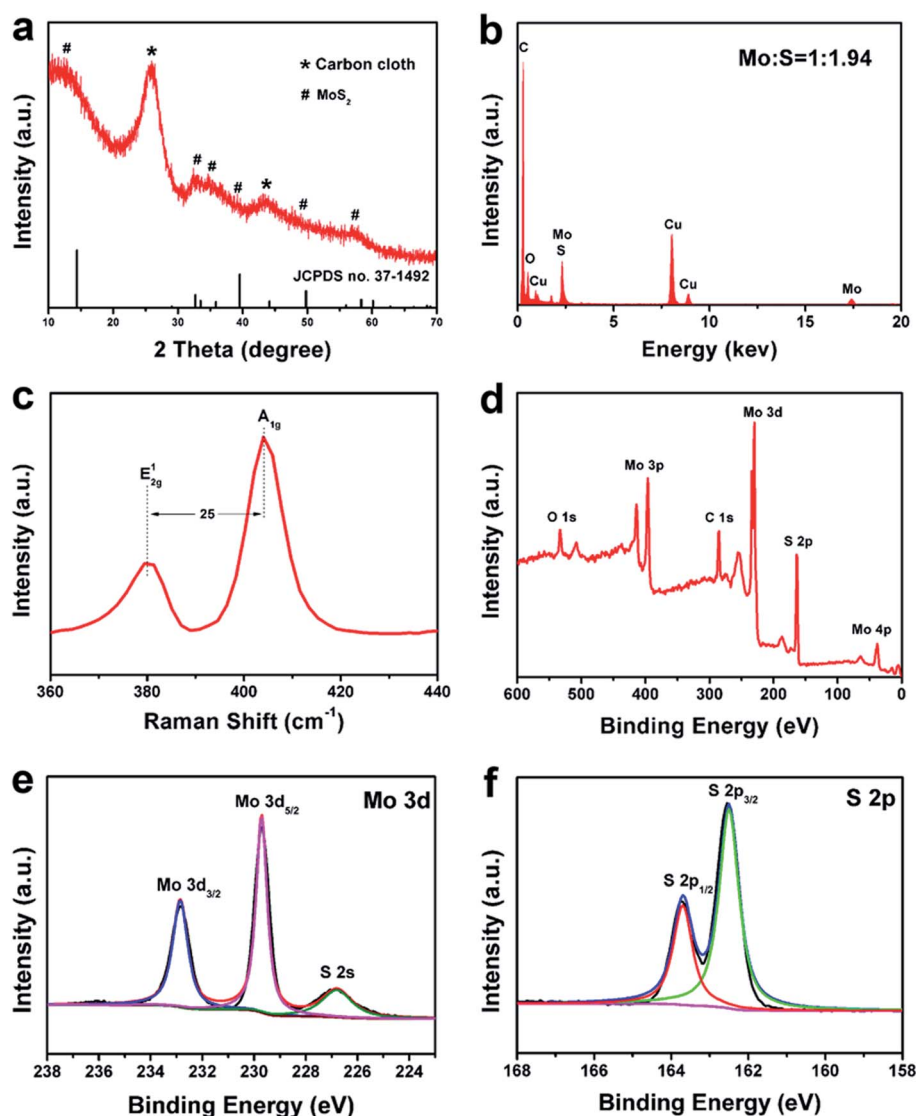 a
#
*
* Carbon cloth
# MoS₂
#
#
#
*
#
#
JCPDS no. 37-1492
10 20 30 40 50 60 70
2 Theta (degree)
Intensity (a.u.)
b
C
Mo:S=1:1.94
O
Cu
Mo
S
Cu
Cu
Mo
0 5 10 15 20
Energy (kev)
Intensity (a.u.)
c
A₁g
E¹₂g
25
360 380 400 420 440
Raman Shift (cm⁻¹)
Intensity (a.u.)
d
Mo 3d
Mo 3p
O 1s
C 1s
S 2p
Mo 4p
600 500 400 300 200 100 0
Binding Energy (eV)
Intensity (a.u.)
e
Mo 3d
Mo 3d₅/₂
Mo 3d₃/₂
S 2s
238 236 234 232 230 228 226 224
Binding Energy (eV)
Intensity (a.u.)
f
S 2p
S 2p₃/₂
S 2p₁/₂
168 166 164 162 160 158
Binding Energy (eV)
Intensity (a.u.)